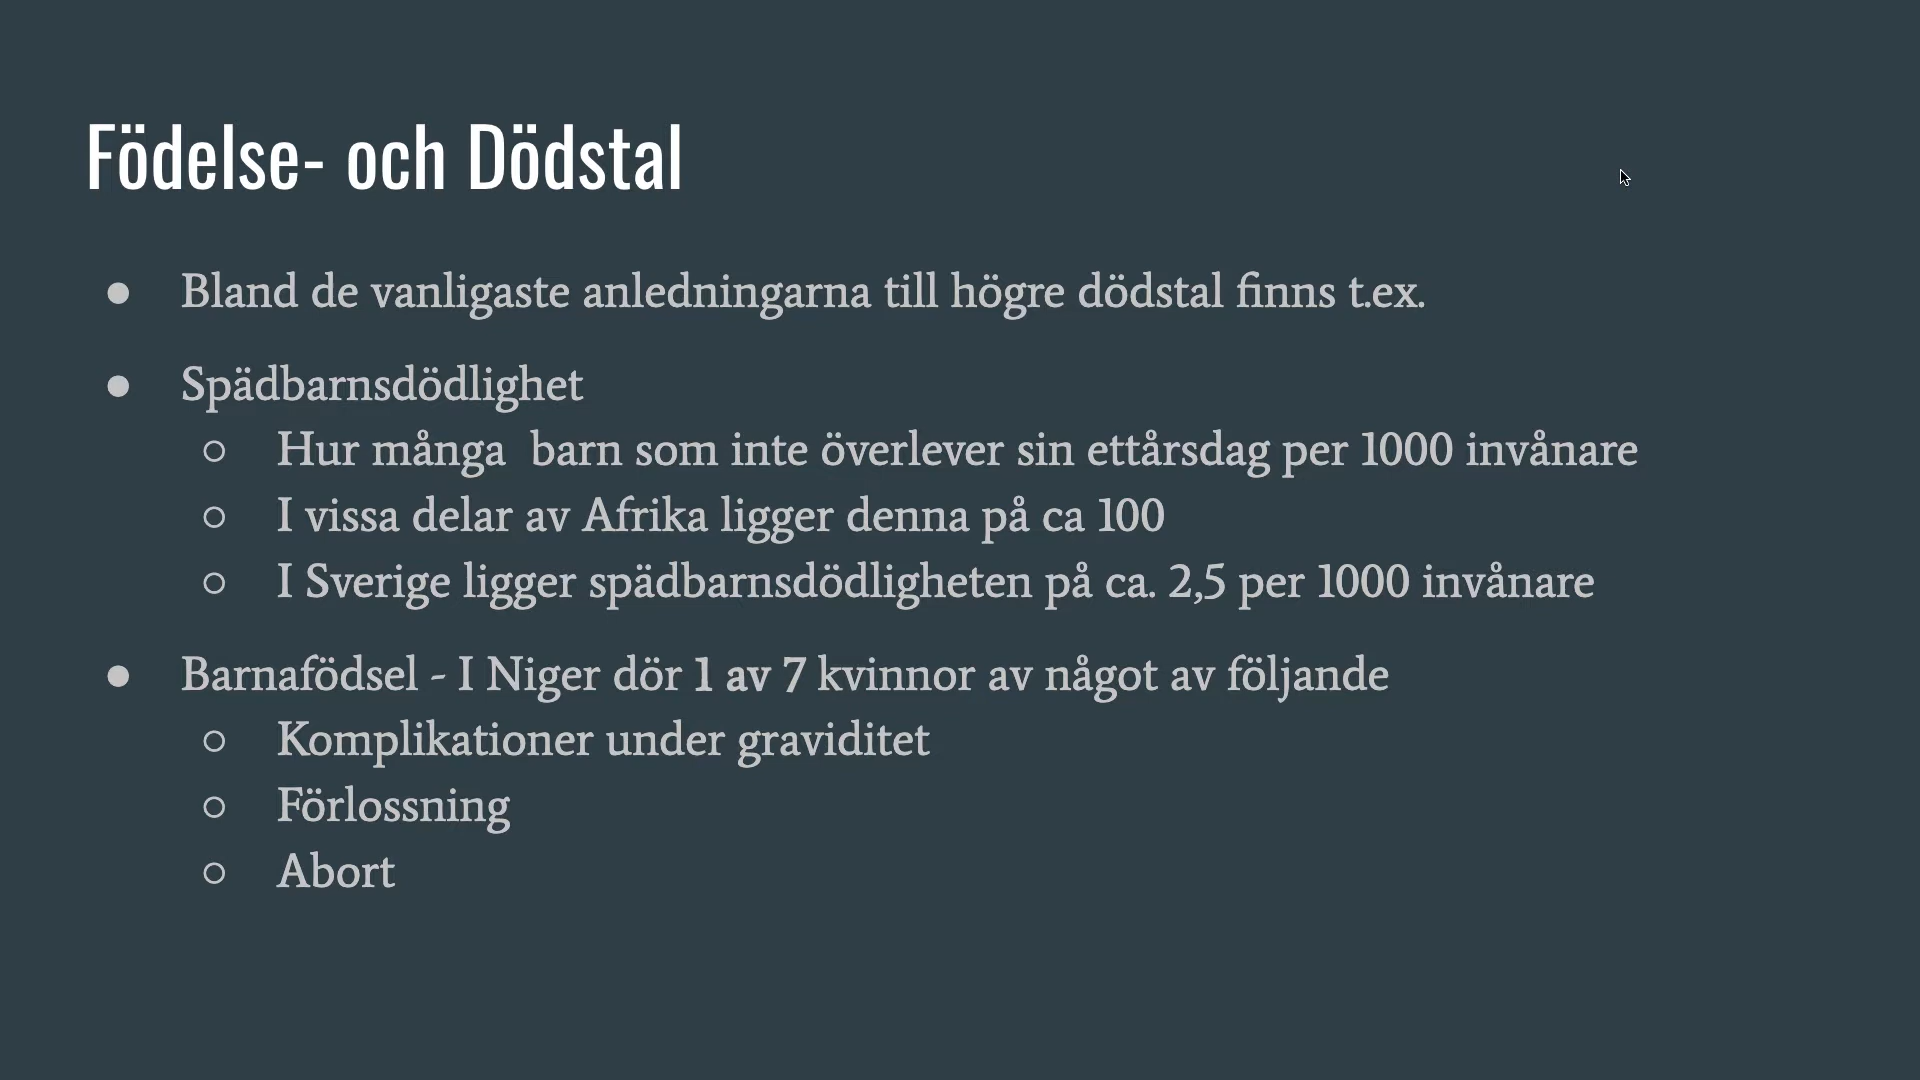 Födelse- och Dödstal
● Bland de vanligaste anledningarna till högre dödstal finns t.ex.
● Spädbarnsdödlighet
○ Hur många  barn som inte överlever sin ettårsdag per 1000 invånare
○ I vissa delar av Afrika ligger denna på ca 100
○ I Sverige ligger spädbarnsdödligheten på ca. 2,5 per 1000 invånare
● Barnafödsel - I Niger dör 1 av 7 kvinnor av något av följande
○ Komplikationer under graviditet
○ Förlossning
○ Abort